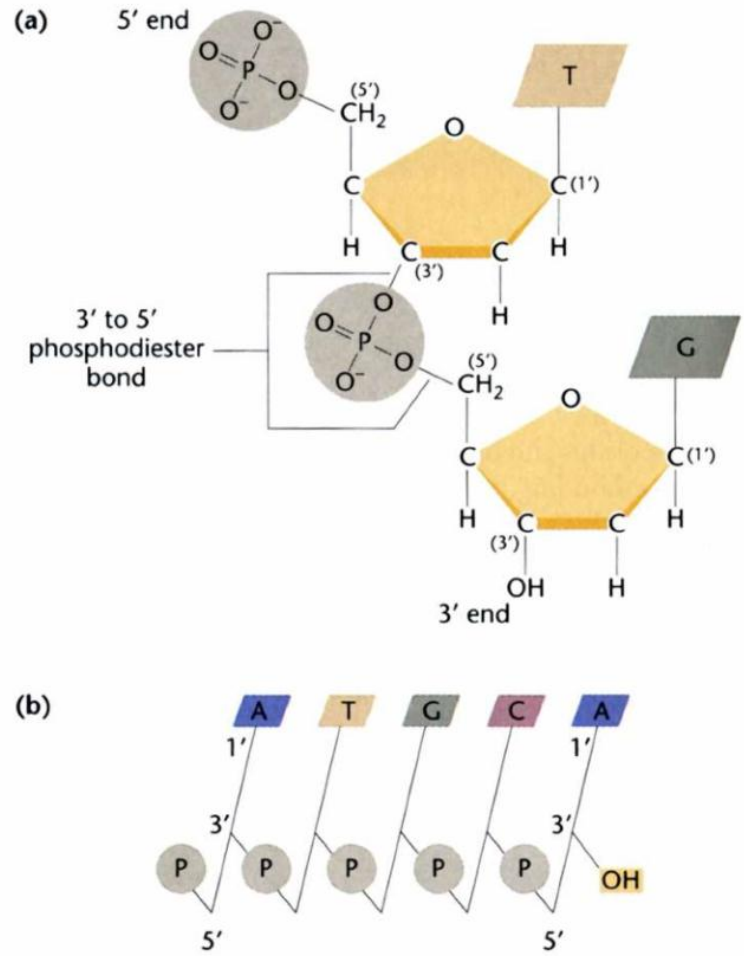 (a)
5′ end
O⁻
O
P
O
O⁻
(5′)
CH₂
T
O
C
C(1′)
H
C
C
H
(3′)
H
O
O
P
O
O⁻
3′ to 5′
phosphodiester
bond
(5′)
CH₂
G
O
C
C(1′)
H
C
C
H
(3′)
OH
H
3′ end
(b)
A
T
G
C
A
1′
1′
3′
3′
P
P
P
P
P
OH
5′
5′